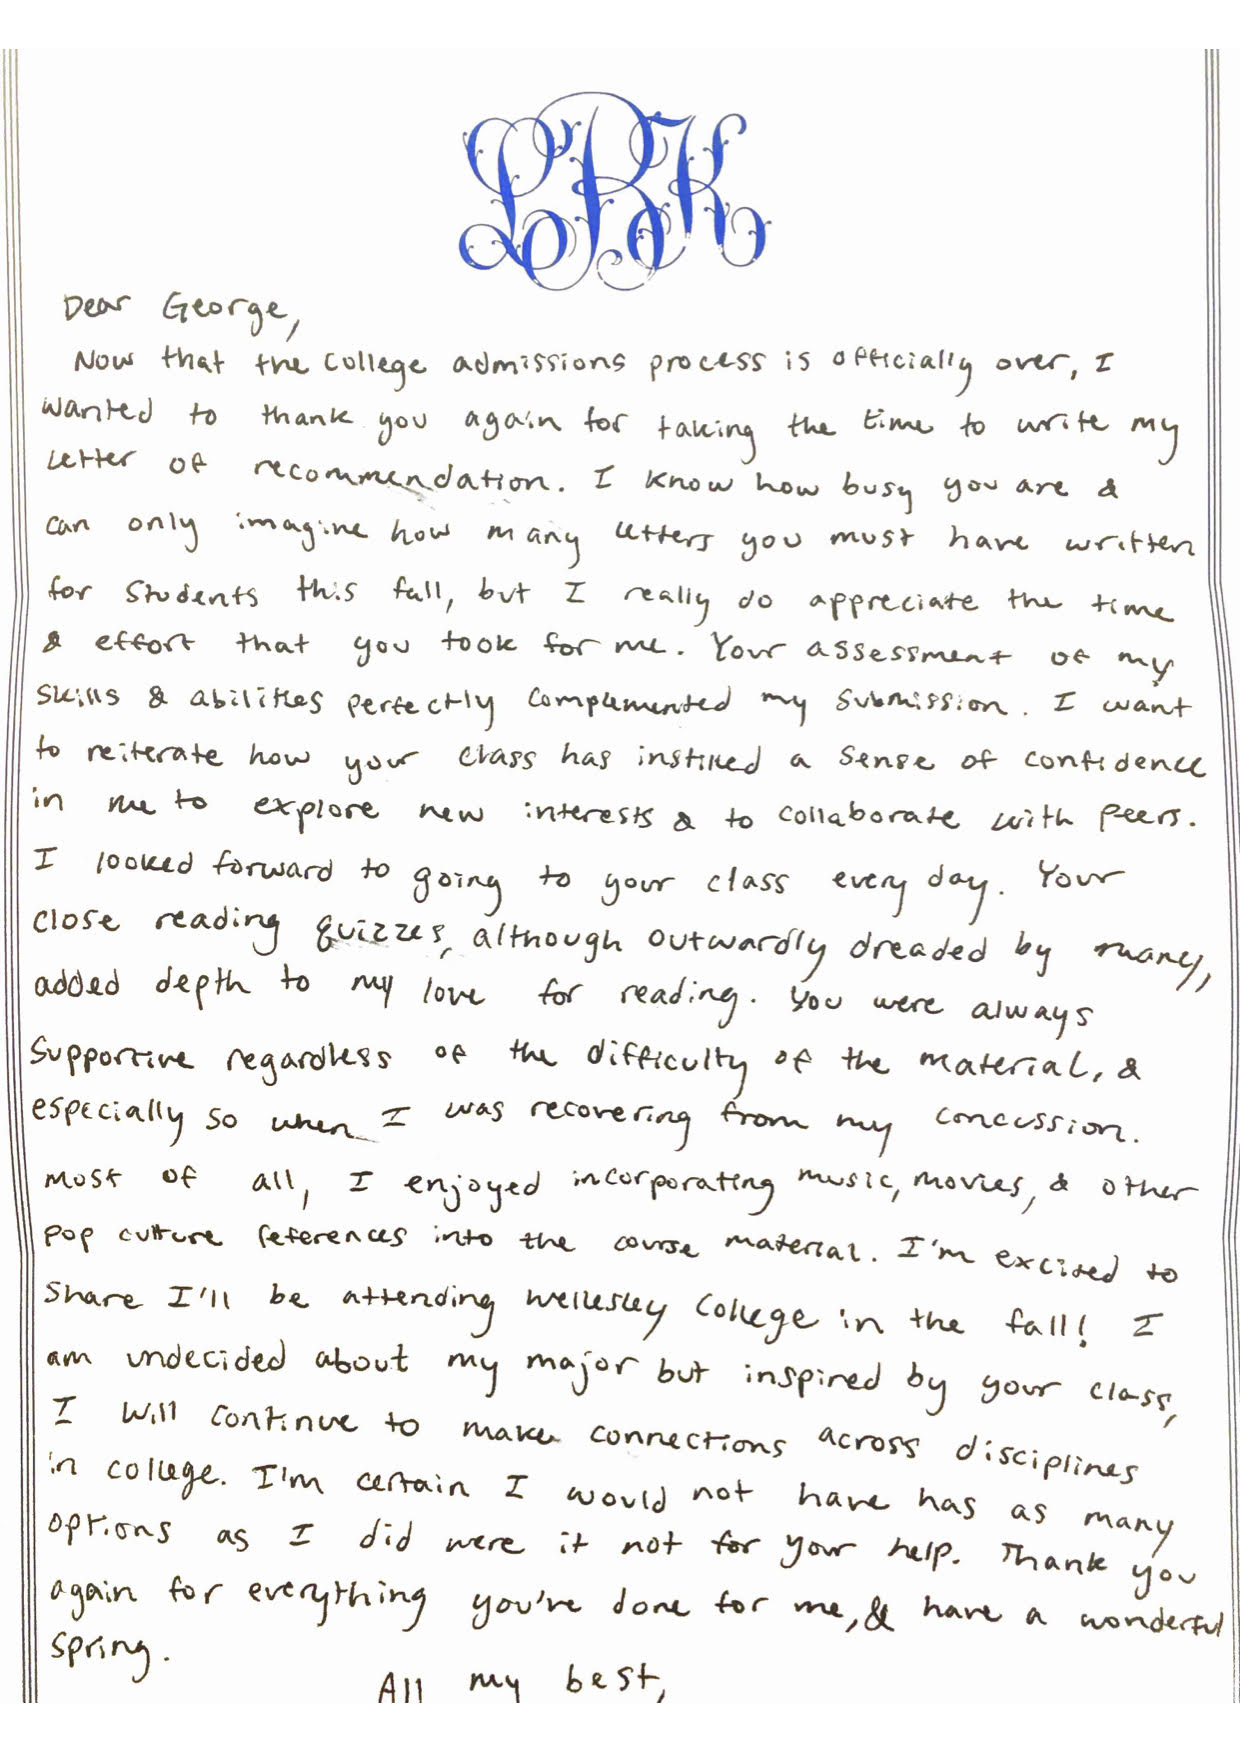 LRK
Dear George,
Now that the college admissions process is officially over, I
wanted to thank you again for taking the time to write my
letter of recommendation. I know how busy you are &
can only imagine how many letters you must have written
for students this fall, but I really do appreciate the time
& effort that you took for me. Your assessment of my
skills & abilities perfectly complemented my submission. I want
to reiterate how your class has instilled a sense of confidence
in me to explore new interests & to collaborate with peers.
I looked forward to going to your class every day. Your
close reading quizzes, although outwardly dreaded by many,
added depth to my love for reading. You were always
supportive regardless of the difficulty of the material, &
especially so when I was recovering from my concussion.
Most of all, I enjoyed incorporating music, movies, & other
pop culture references into the course material. I'm excited to
share I'll be attending Wellesley College in the fall! I
am undecided about my major but inspired by your class,
I will continue to make connections across disciplines
in college. I'm certain I would not have has as many
options as I did were it not for your help. Thank you
again for everything you've done for me, & have a wonderful
spring.
All my best,